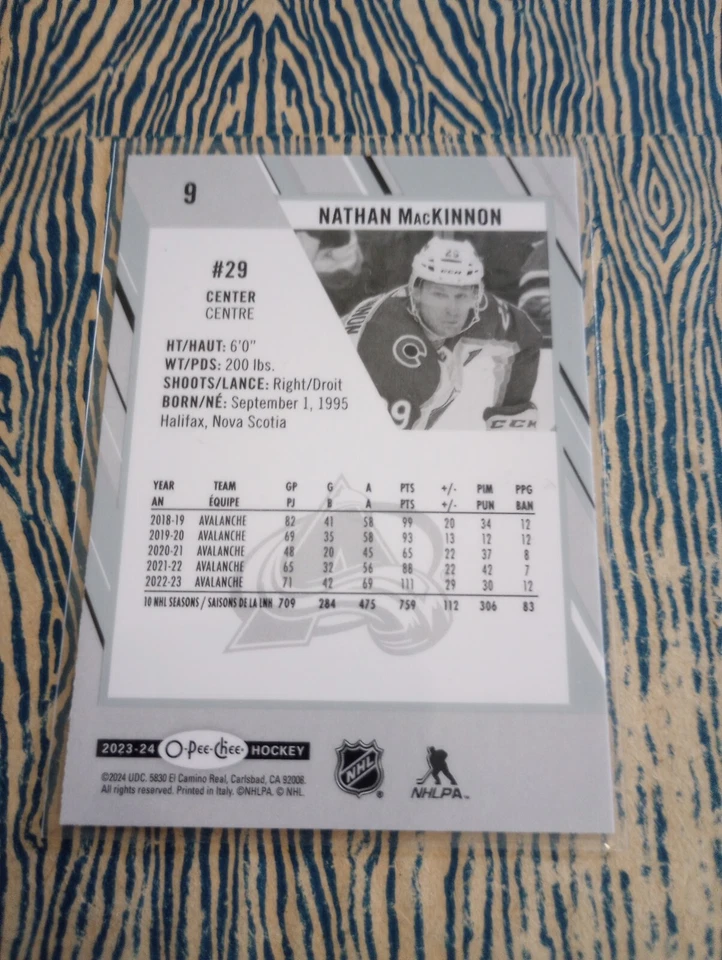 9
NATHAN MacKINNON
#29
CENTER
CENTRE
HT/HAUT: 6'0"
WT/PDS: 200 lbs.
SHOOTS/LANCE: Right/Droit
BORN/NÉ: September 1, 1995
Halifax, Nova Scotia
29
CCM
C
9
CCM
YEAR TEAM GP G A PTS +/- PIM PPG
AN ÉQUIPE PJ B A PTS +/- PUN BAN
2018-19 AVALANCHE 82 41 58 99 20 34 12
2019-20 AVALANCHE 69 35 58 93 13 12 12
2020-21 AVALANCHE 48 20 45 65 22 37 8
2021-22 AVALANCHE 65 32 56 88 22 42 7
2022-23 AVALANCHE 71 42 69 111 29 30 12
10 NHL SEASONS / SAISONS DE LA LNH 709 284 475 759 112 306 83
2023-24 O-Pee-Chee HOCKEY
©2024 UDC. 5830 El Camino Real, Carlsbad, CA 92008.
All rights reserved. Printed in Italy. ©NHLPA. © NHL.
NHL
NHLPA